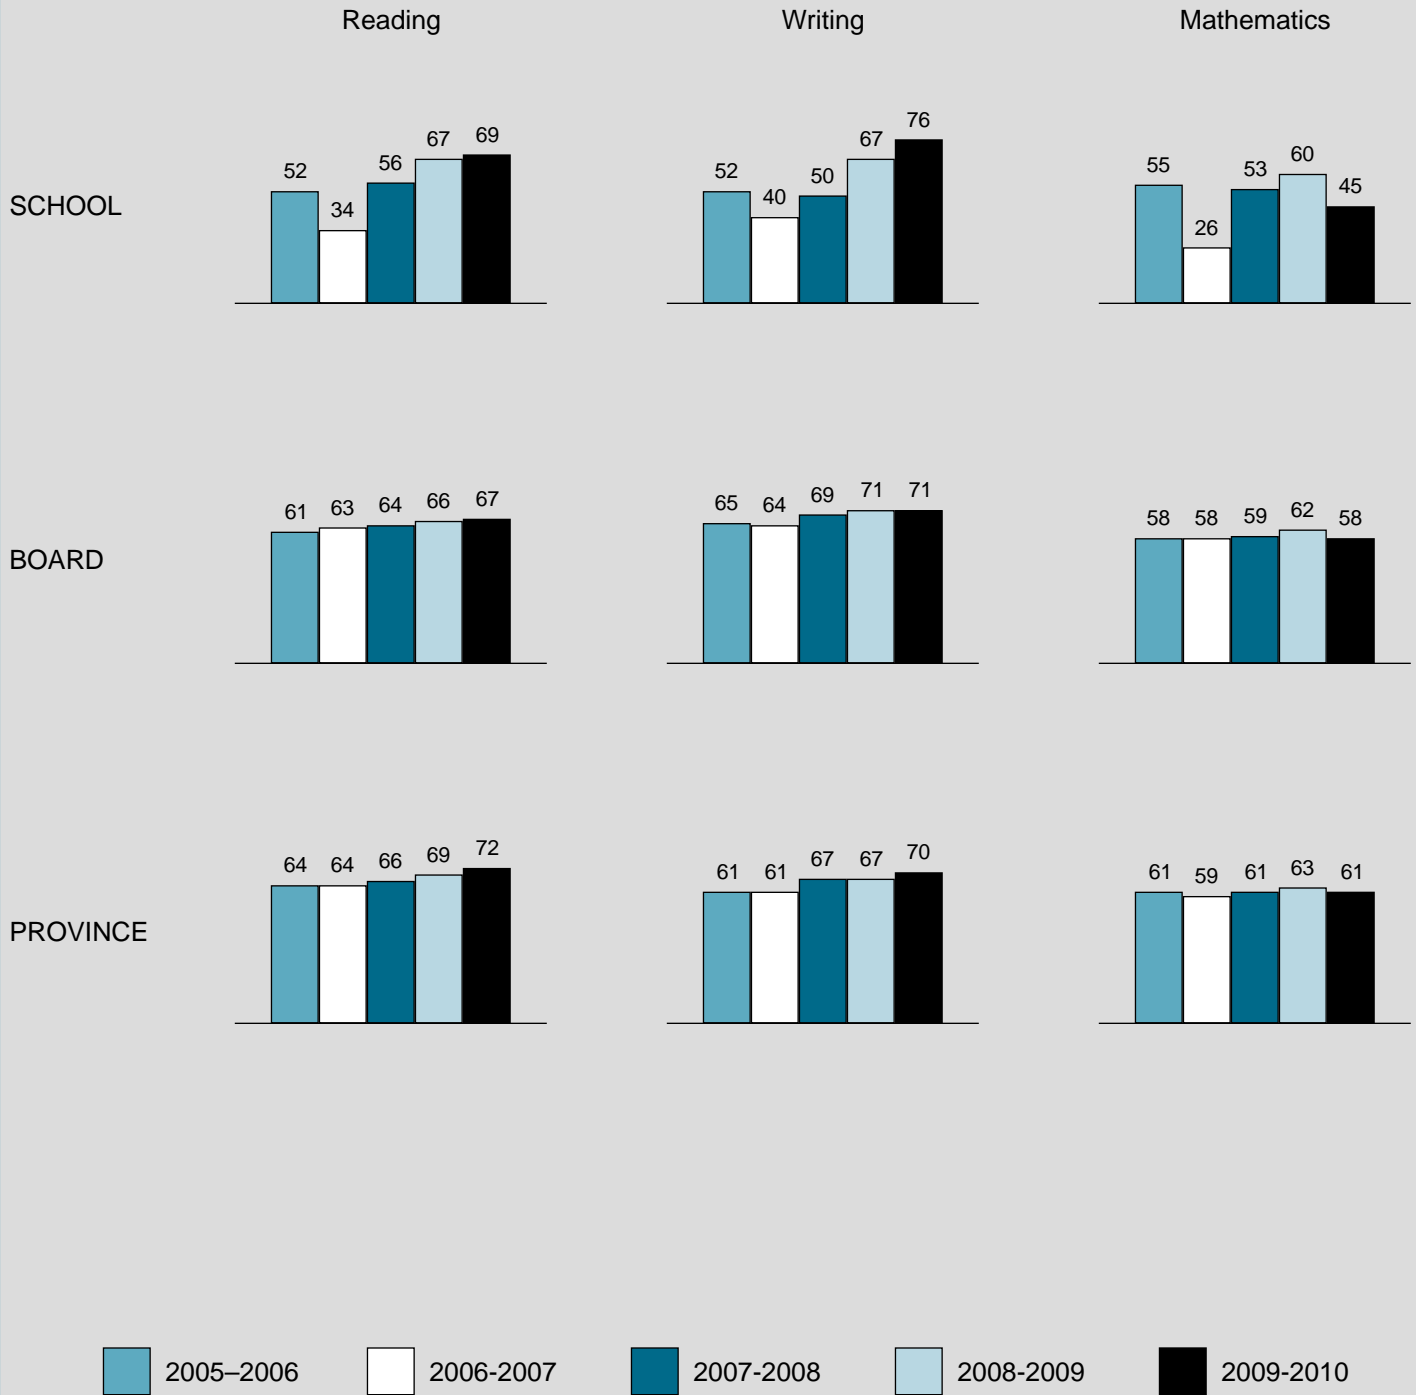 Reading Writing Mathematics
SCHOOL
52 34 56 67 69
52 40 50 67 76
55 26 53 60 45
BOARD
61 63 64 66 67
65 64 69 71 71
58 58 59 62 58
PROVINCE
64 64 66 69 72
61 61 67 67 70
61 59 61 63 61
2005–2006 2006-2007 2007-2008 2008-2009 2009-2010